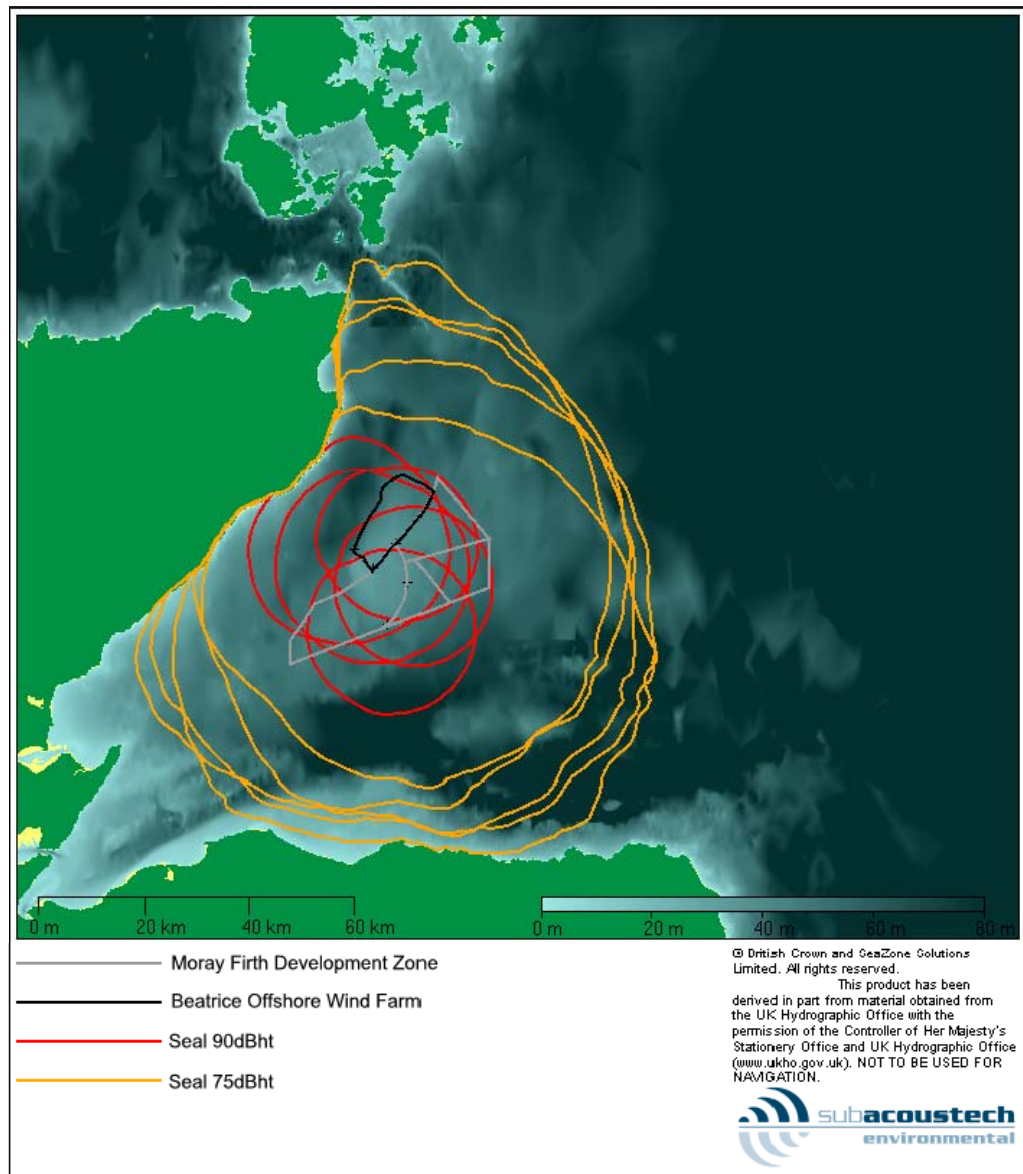 0 m 20 km 40 km 60 km 0 m 20 m 40 m 60 m 80 m
Moray Firth Development Zone
Beatrice Offshore Wind Farm
Seal 90dBht
Seal 75dBht
© British Crown and SeaZone Solutions
Limited. All rights reserved.
This product has been
derived in part from material obtained from
the UK Hydrographic Office with the
permission of the Controller of Her Majesty's
Stationery Office and UK Hydrographic Office
(www.ukho.gov.uk). NOT TO BE USED FOR
NAVIGATION.
subacoustech
environmental